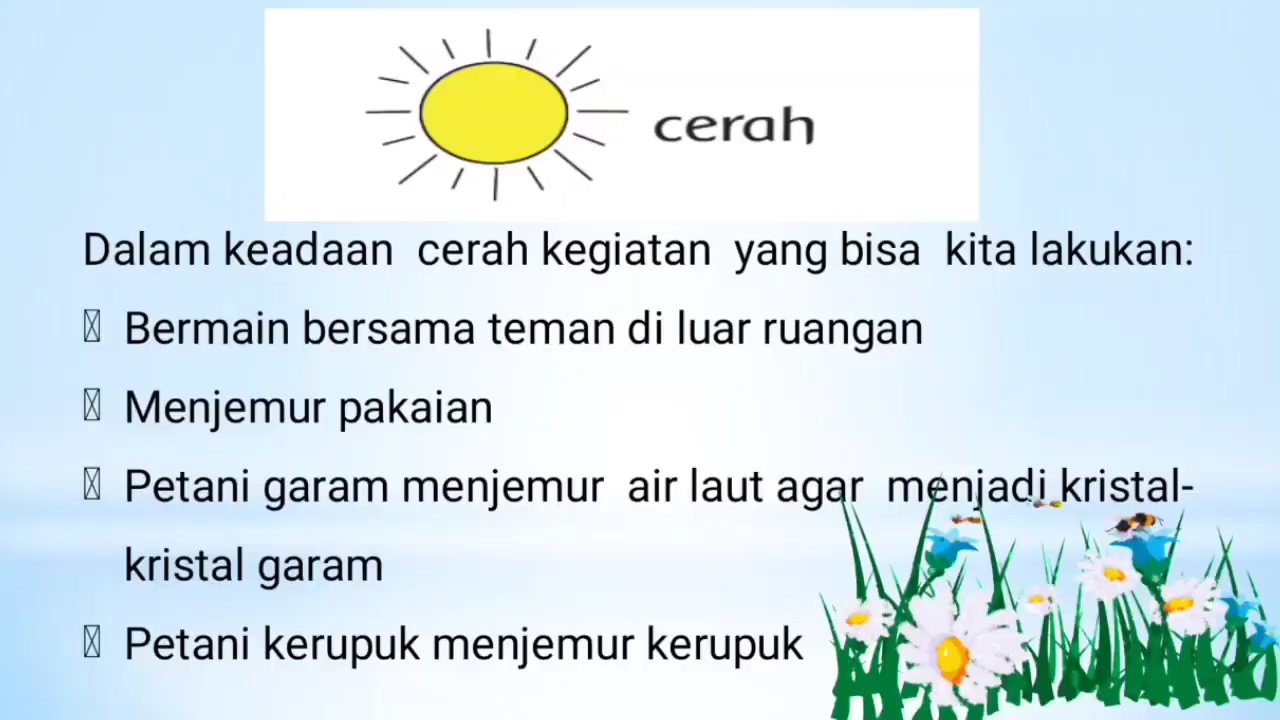 cerah
Dalam keadaan cerah kegiatan yang bisa kita lakukan:
Bermain bersama teman di luar ruangan
Menjemur pakaian
Petani garam menjemur air laut agar menjadi kristal-
kristal garam
Petani kerupuk menjemur kerupuk